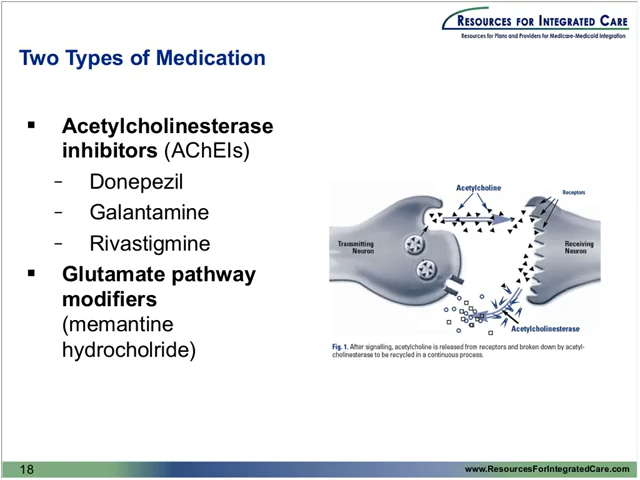 RESOURCES FOR INTEGRATED CARE
Resources for Plans and Providers for Medicare-Medicaid Integration
Two Types of Medication
▪ Acetylcholinesterase
inhibitors (AChEIs)
– Donepezil
– Galantamine
– Rivastigmine
▪ Glutamate pathway
modifiers
(memantine
hydrocholride)
Acetylcholine
Receptors
Transmitting
Neuron
Receiving
Neuron
Acetylcholinesterase
Fig. 1. After signalling, acetylcholine is released from receptors and broken down by acetyl-
cholinesterase to be recycled in a continuous process.
18
www.ResourcesForIntegratedCare.com